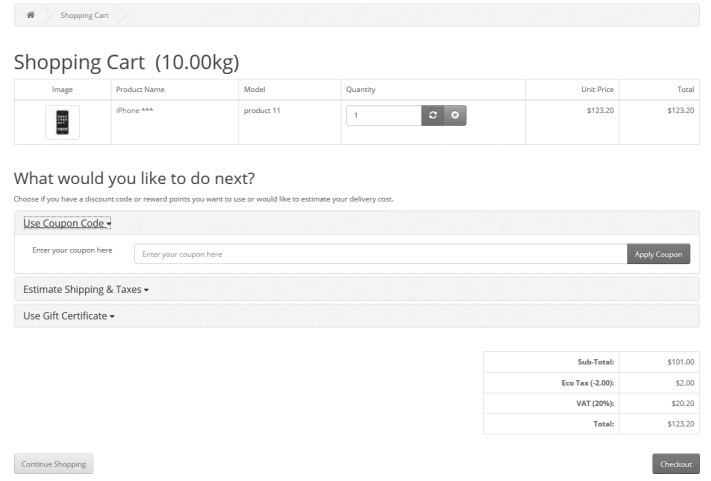 Shopping Cart
Shopping Cart (10.00kg)
Image Product Name Model Quantity Unit Price Total
iPhone *** product 11 1 $123.20 $123.20
What would you like to do next?
Choose if you have a discount code or reward points you want to use or would like to estimate your delivery cost.
Use Coupon Code
Enter your coupon here Enter your coupon here Apply Coupon
Estimate Shipping & Taxes
Use Gift Certificate
Sub-Total: $101.00
Eco Tax (-2.00): $2.00
VAT (20%): $20.20
Total: $123.20
Continue Shopping Checkout